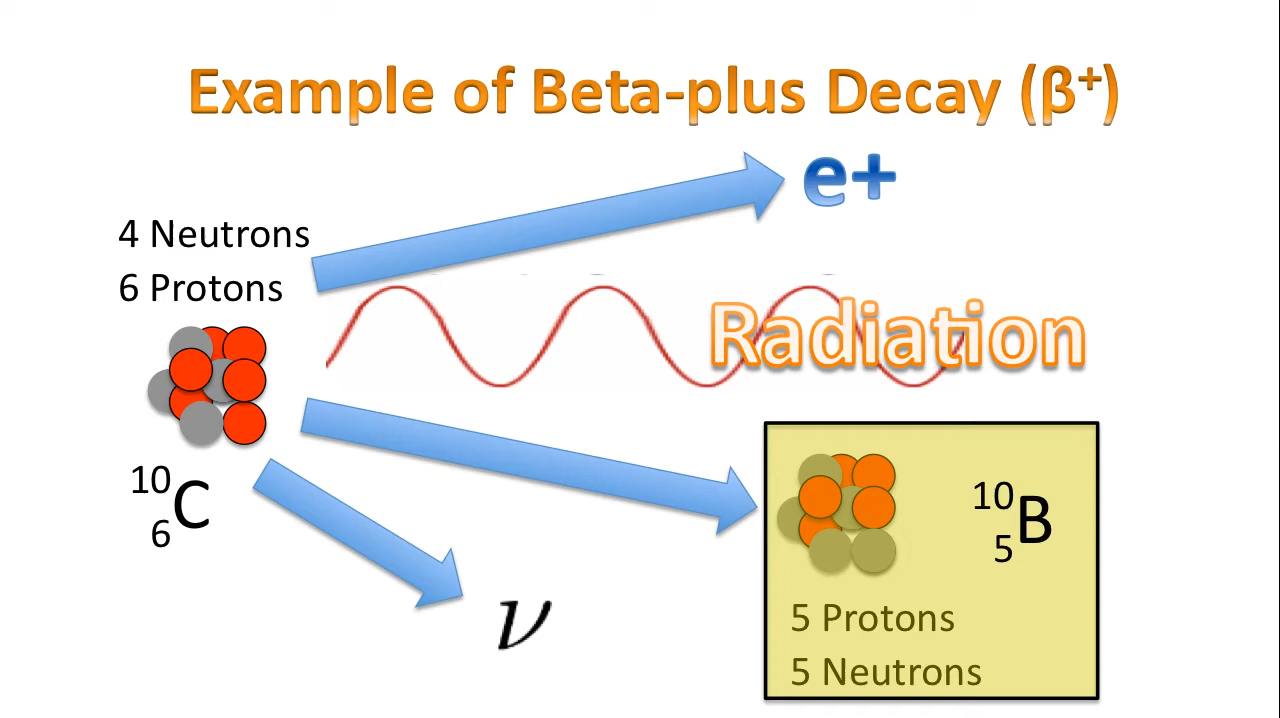 Example of Beta-plus Decay (β⁺)
e+
4 Neutrons
6 Protons
Radiation
¹⁰₆C
¹⁰₅B
ν
5 Protons
5 Neutrons